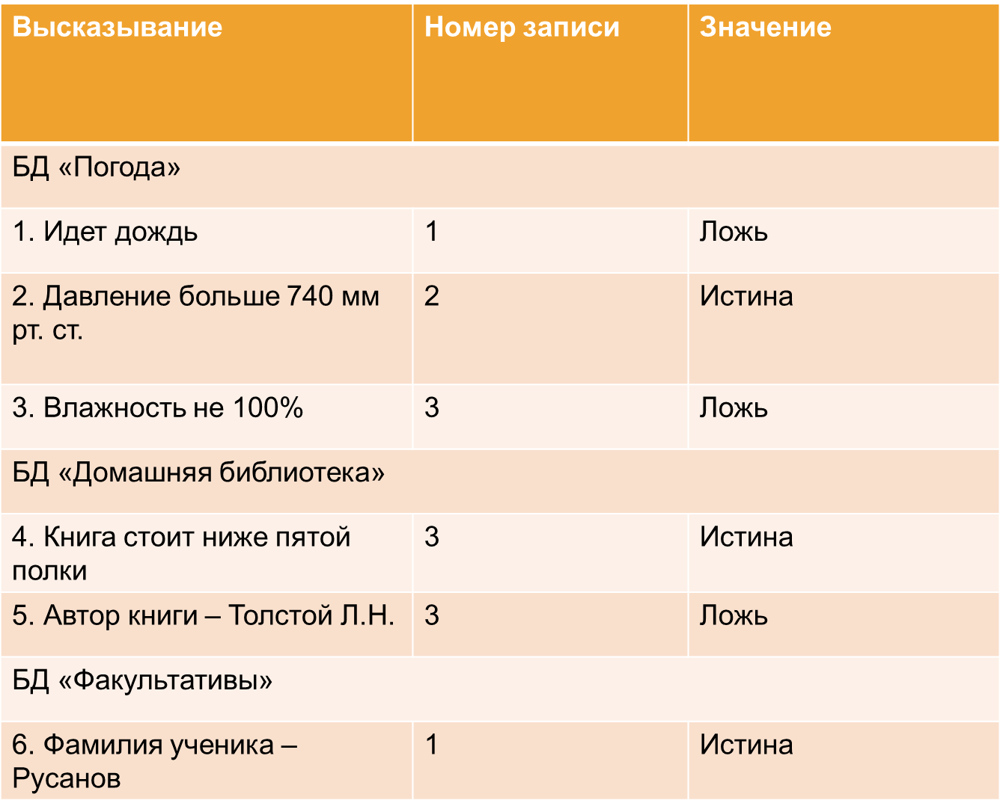 Высказывание Номер записи Значение
БД «Погода»
1. Идет дождь 1 Ложь
2. Давление больше 740 мм 2 Истина
рт. ст.
3. Влажность не 100% 3 Ложь
БД «Домашняя библиотека»
4. Книга стоит ниже пятой 3 Истина
полки
5. Автор книги – Толстой Л.Н. 3 Ложь
БД «Факультативы»
6. Фамилия ученика – 1 Истина
Русанов